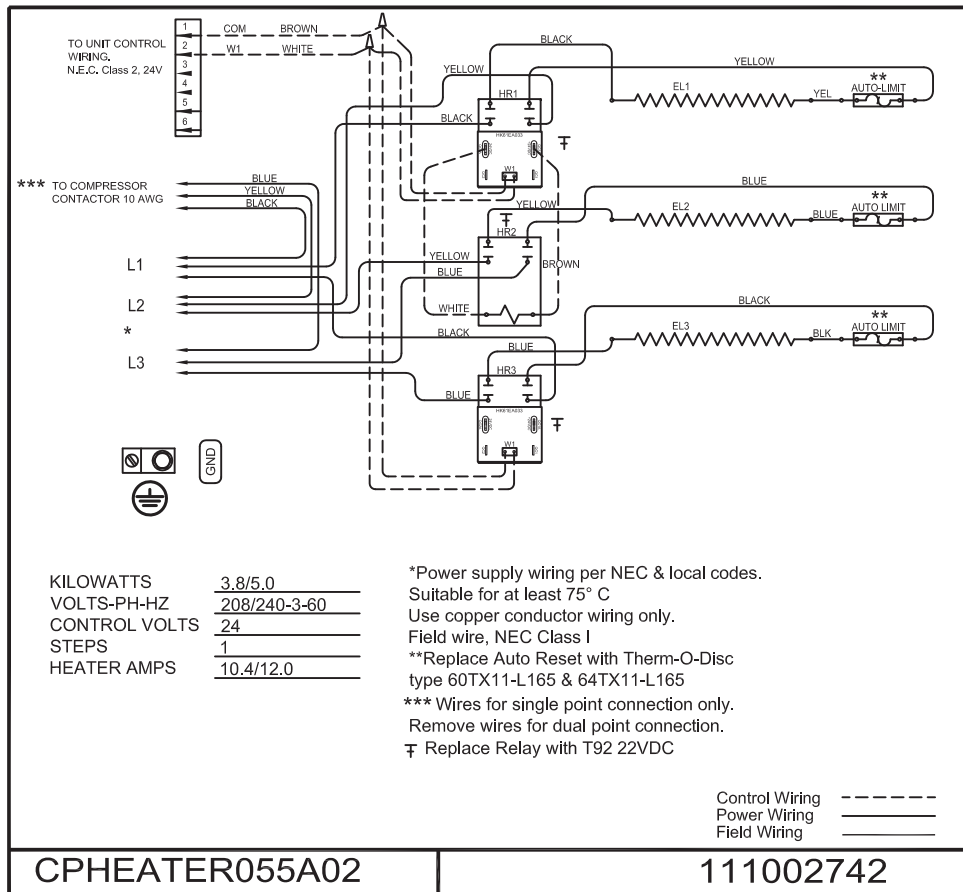 1
2
3
4
5
6
TO UNIT CONTROL
WIRING.
N.E.C. Class 2, 24V
COM BROWN
W1 WHITE
BLACK
YELLOW
YELLOW
HR1
BLACK
EL1
YEL
**
AUTO-LIMIT
HK61EA003
W1
Ŧ
*** TO COMPRESSOR
CONTACTOR 10 AWG
BLUE
YELLOW
BLACK
BLUE
YELLOW
Ŧ
HR2
EL2
BLUE
**
AUTO LIMIT
L1
YELLOW
BLUE
BROWN
L2
WHITE
*
L3
BLACK
BLACK
BLUE
HR3
EL3
BLK
**
AUTO LIMIT
BLUE
HK61EA003
W1
Ŧ
GND
KILOWATTS 3.8/5.0
VOLTS-PH-HZ 208/240-3-60
CONTROL VOLTS 24
STEPS 1
HEATER AMPS 10.4/12.0
*Power supply wiring per NEC & local codes.
Suitable for at least 75° C
Use copper conductor wiring only.
Field wire, NEC Class I
**Replace Auto Reset with Therm-O-Disc
type 60TX11-L165 & 64TX11-L165
*** Wires for single point connection only.
Remove wires for dual point connection.
Ŧ Replace Relay with T92 22VDC
Control Wiring
Power Wiring
Field Wiring
CPHEATER055A02
111002742